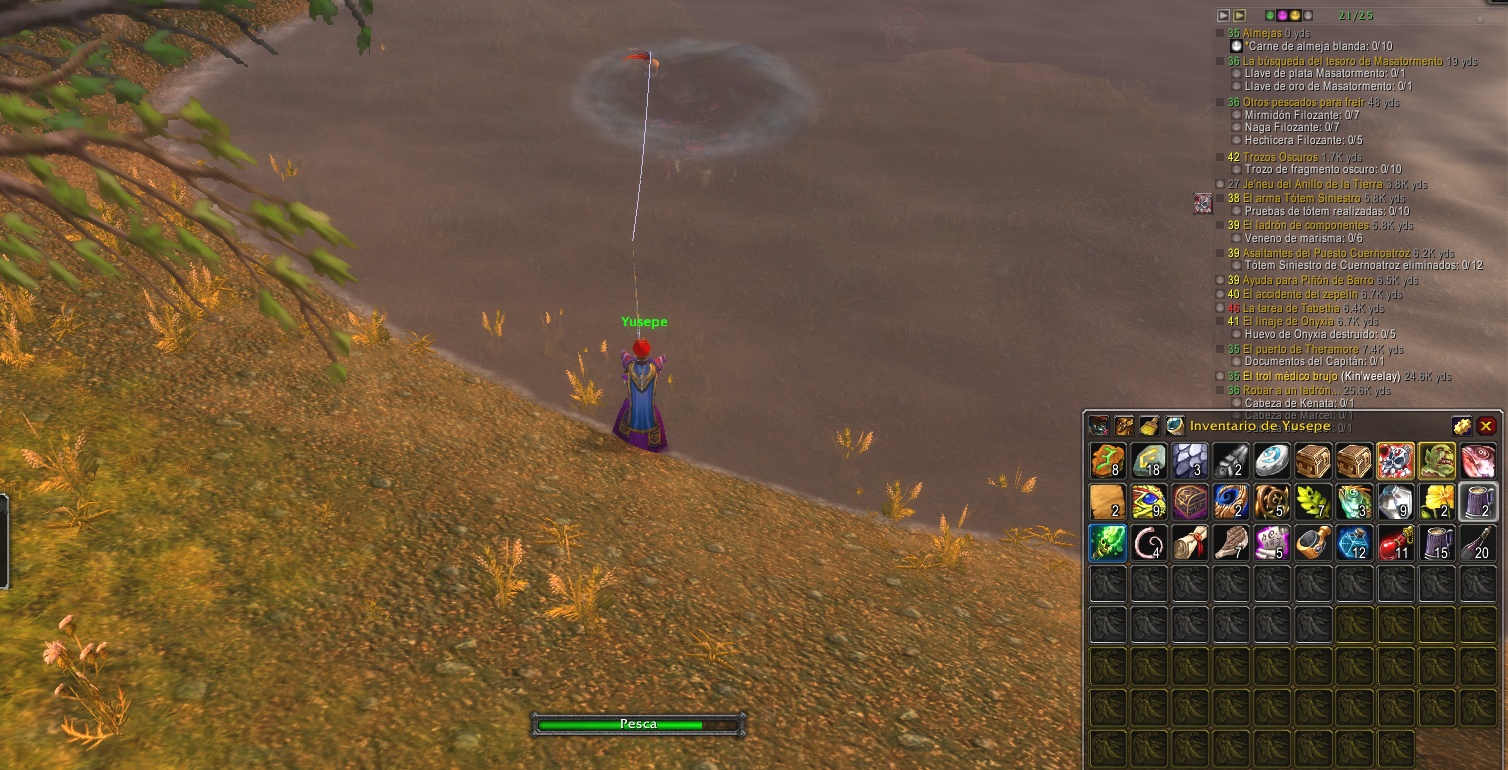 21/25
35 Almejas 0 yds
*Carne de almeja blanda: 0/10
36 La búsqueda del tesoro de Masatormento 19 yds
Llave de plata Masatormento: 0/1
Llave de oro de Masatormento: 0/1
36 Otros pescados para freír 48 yds
Mirmidón Filozante: 0/7
Naga Filozante: 0/7
Hechicera Filozante: 0/5
42 Trozos Oscuros 1.7K yds
Trozo de fragmento oscuro: 0/10
27 Je'neu del Anillo de la Tierra 3.8K yds
38 El arma Tótem Siniestro 5.8K yds
Pruebas de tótem realizadas: 0/10
39 El ladrón de componentes 5.8K yds
Veneno de marisma: 0/6
39 Asaltantes del Puesto Cuernoatroz 6.2K yds
Tótem Siniestro de Cuernoatroz eliminados: 0/12
39 Ayuda para Piñón de Barro 6.5K yds
40 El accidente del zepelín 6.7K yds
46 La tarea de Tabetha 6.4K yds
41 El linaje de Onyxia 6.7K yds
Huevo de Onyxia destruido: 0/5
35 El puerto de Theramore 7.4K yds
Documentos del Capitán: 0/1
35 El trol médico brujo (Kin'weelay) 24.6K yds
36 Robar a un ladrón... 25.6K yds
Cabeza de Kenata: 0/1
Cabeza de Marcel: 0/1
Yusepe
Inventario de Yusepe
: 0/1
8 18 3 2
2 9 2 5 7 3 9 2 2
4 7 5 12 11 15 20
Pesca